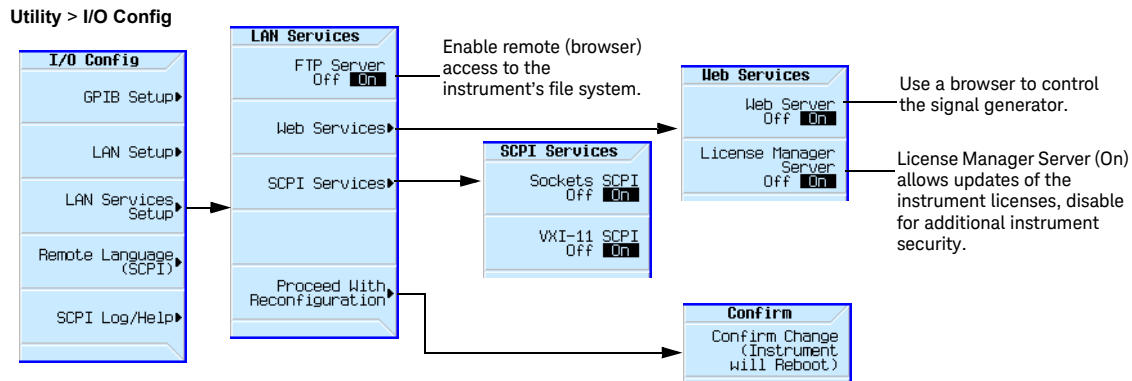 Utility > I/O Config
I/O Config
GPIB Setup
LAN Setup
LAN Services
Setup
Remote Language
(SCPI)
SCPI Log/Help
LAN Services
FTP Server
Off On
Web Services
SCPI Services
Proceed With
Reconfiguration
Enable remote (browser)
access to the
instrument's file system.
SCPI Services
Sockets SCPI
Off On
VXI-11 SCPI
Off On
Web Services
Web Server
Off On
License Manager
Server
Off On
Use a browser to control
the signal generator.
License Manager Server (On)
allows updates of the
instrument licenses, disable
for additional instrument
security.
Confirm
Confirm Change
(Instrument
will Reboot)